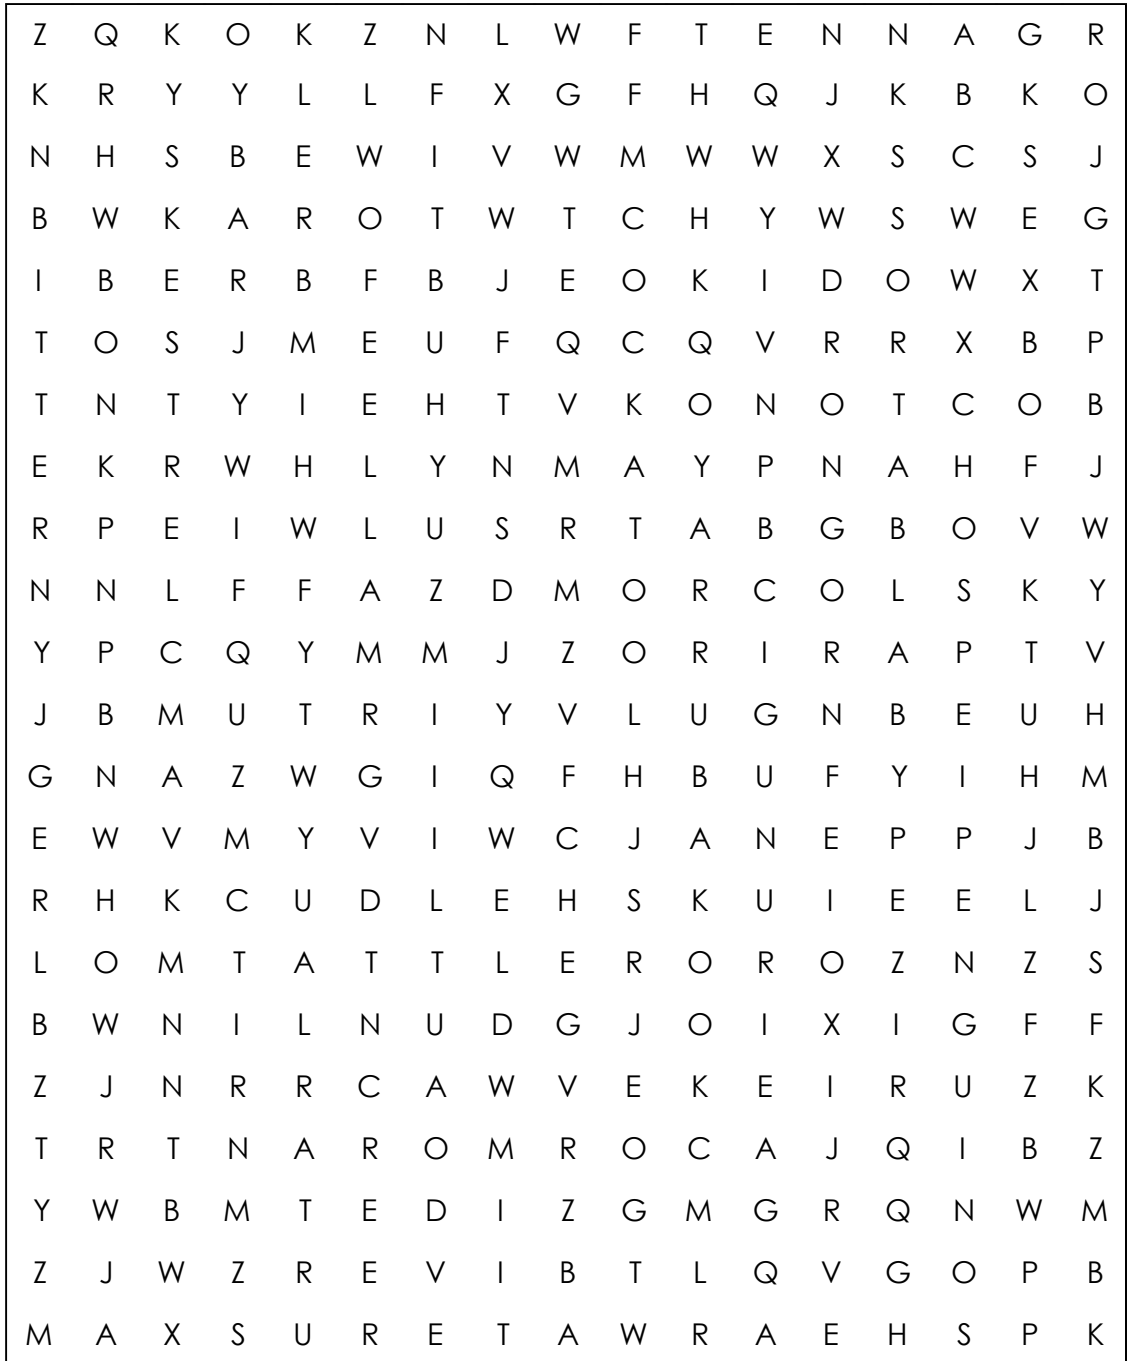 Z Q K O K Z N L W F T E N N A G R
K R Y Y L L F X G F H Q J K B K O
N H S B E W I V W M W W X S C S J
B W K A R O T W T C H Y W S W E G
I B E R B F B J E O K I D O W X T
T O S J M E U F Q C Q V R R X B P
T N T Y I E H T V K O N O T C O B
E K R W H L Y N M A Y P N A H F J
R P E I W L U S R T A B G B O V W
N N L F F A Z D M O R C O L S K Y
Y P C Q Y M M J Z O R I R A P T V
J B M U T R I Y V L U G N B E U H
G N A Z W G I Q F H B U F Y I H M
E W V M Y V I W C J A N E P P J B
R H K C U D L E H S K U I E E L J
L O M T A T T L E R O R O Z N Z S
B W N I L N U D G J O I X I G F F
Z J N R R C A W V E K E I R U Z K
T R T N A R O M R O C A J Q I B Z
Y W B M T E D I Z G M G R Q N W M
Z J W Z R E V I B T L Q V G O P B
M A X S U R E T A W R A E H S P K